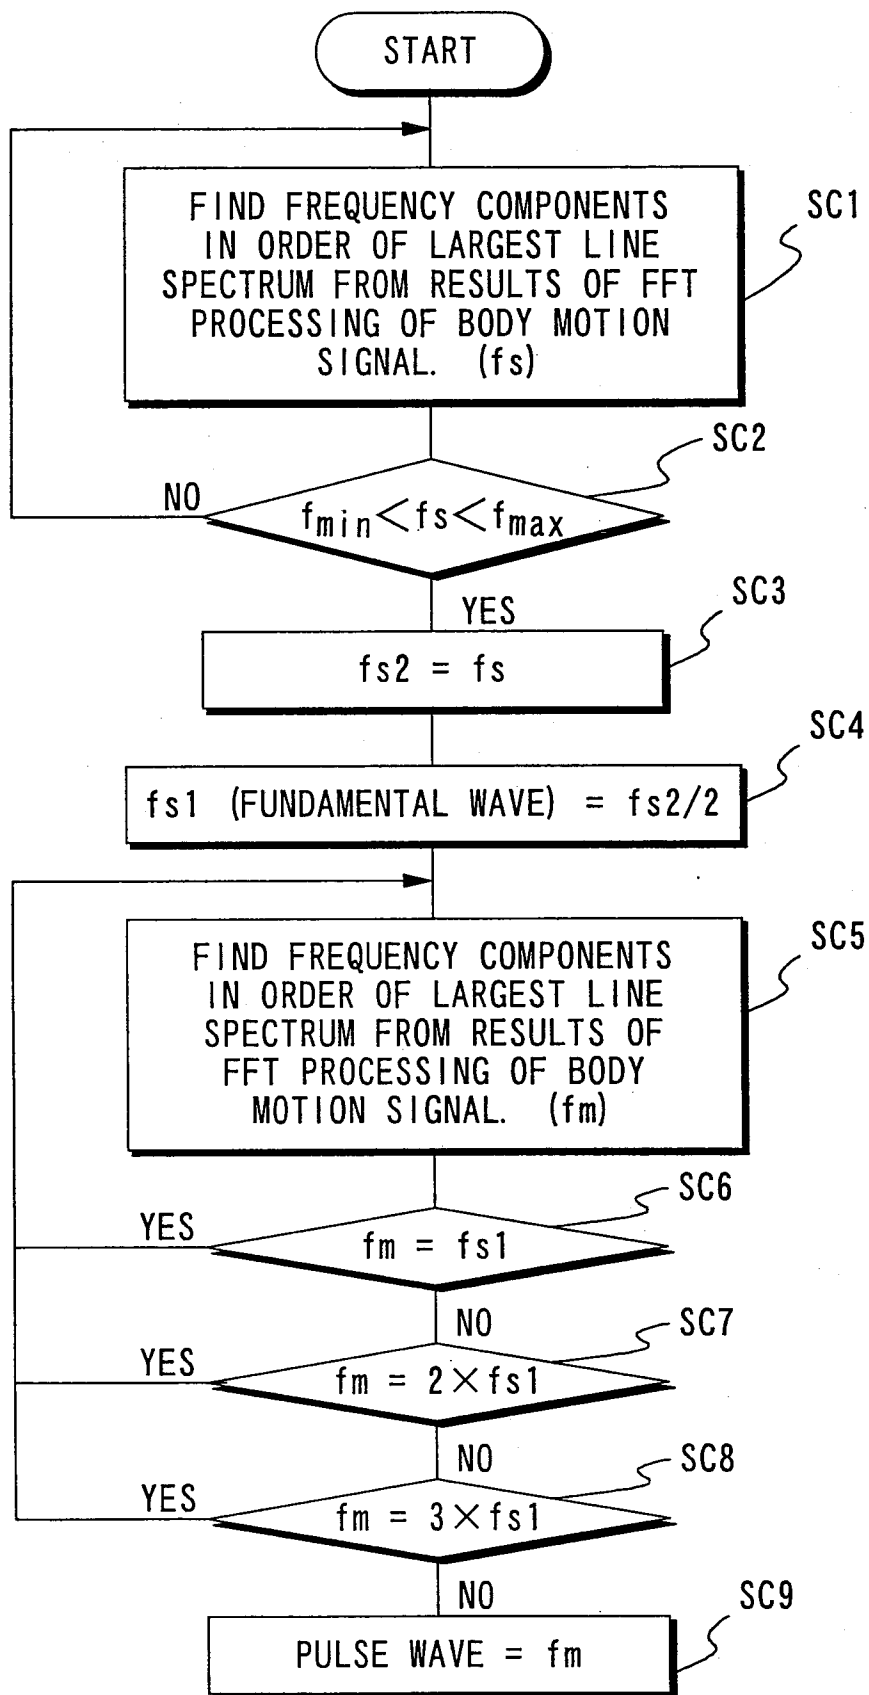 START
FIND FREQUENCY COMPONENTS
IN ORDER OF LARGEST LINE
SPECTRUM FROM RESULTS OF FFT
PROCESSING OF BODY MOTION
SIGNAL. (fs)
SC1
SC2
NO
fmin<fs<fmax
YES
SC3
fs2 = fs
SC4
fs1 (FUNDAMENTAL WAVE) = fs2/2
SC5
FIND FREQUENCY COMPONENTS
IN ORDER OF LARGEST LINE
SPECTRUM FROM RESULTS OF
FFT PROCESSING OF BODY
MOTION SIGNAL. (fm)
SC6
YES
fm = fs1
NO
SC7
YES
fm = 2×fs1
NO
SC8
YES
fm = 3×fs1
NO
SC9
PULSE WAVE = fm